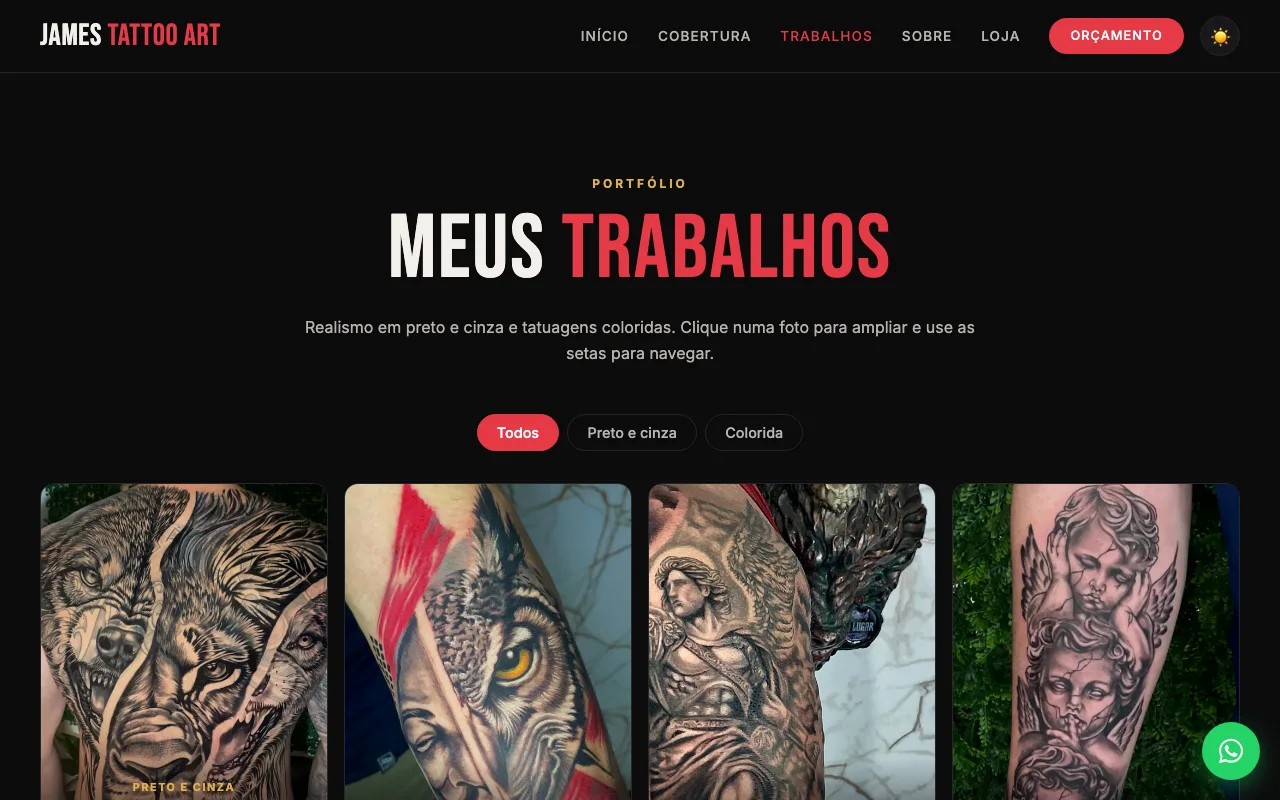 JAMES TATTOO ART
INÍCIO
COBERTURA
TRABALHOS
SOBRE
LOJA
ORÇAMENTO
PORTFÓLIO
MEUS TRABALHOS
Realismo em preto e cinza e tatuagens coloridas. Clique numa foto para ampliar e use as
setas para navegar.
Todos
Preto e cinza
Colorida
LUGAR
PRETO E CINZA